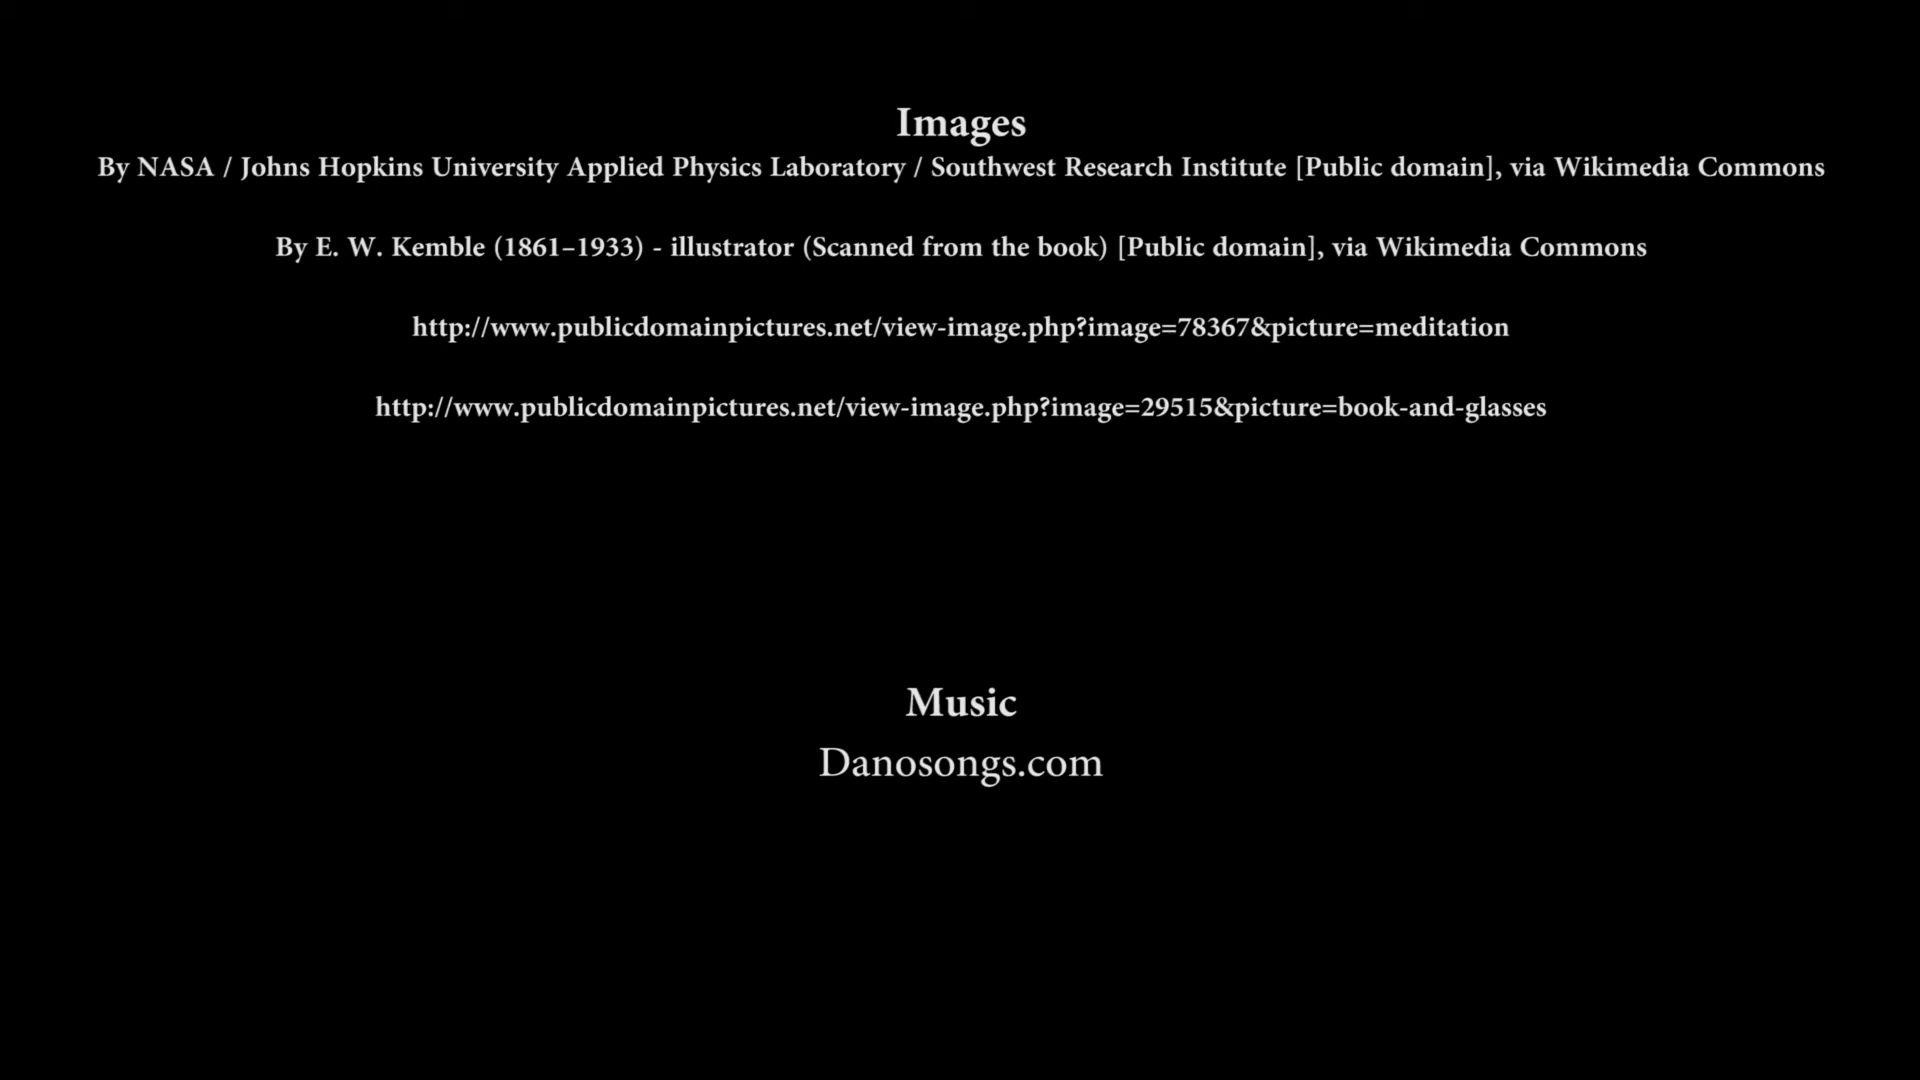 Images
By NASA / Johns Hopkins University Applied Physics Laboratory / Southwest Research Institute [Public domain], via Wikimedia Commons
By E. W. Kemble (1861–1933) - illustrator (Scanned from the book) [Public domain], via Wikimedia Commons
http://www.publicdomainpictures.net/view-image.php?image=78367&picture=meditation
http://www.publicdomainpictures.net/view-image.php?image=29515&picture=book-and-glasses
Music
Danosongs.com